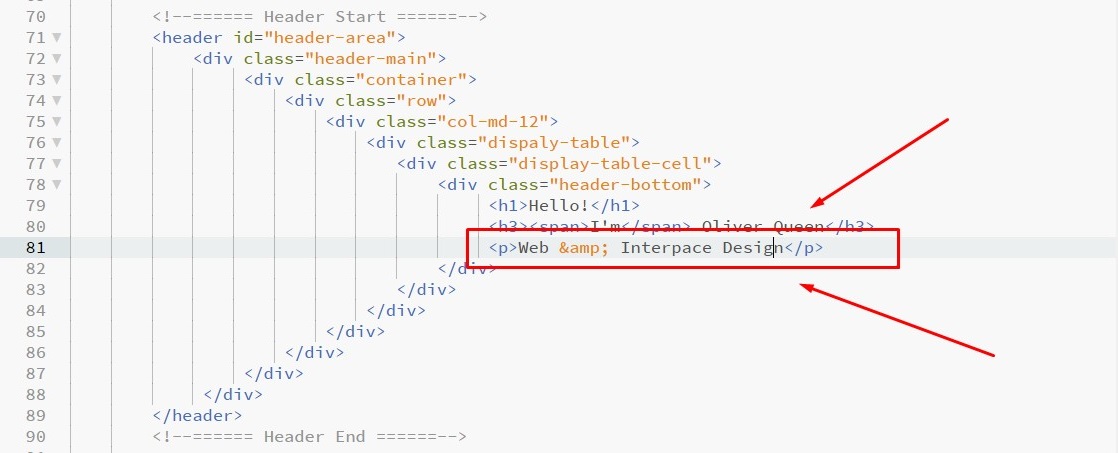 70 <!--====== Header Start ======-->
71 <header id="header-area">
72 <div class="header-main">
73 <div class="container">
74 <div class="row">
75 <div class="col-md-12">
76 <div class="dispaly-table">
77 <div class="display-table-cell">
78 <div class="header-bottom">
79 <h1>Hello!</h1>
80 <h3><span>I'm</span> Oliver Queen</h3>
81 <p>Web &amp; Interpace Design</p>
82 </div>
83 </div>
84 </div>
85 </div>
86 </div>
87 </div>
88 </div>
89 </header>
90 <!--====== Header End ======-->